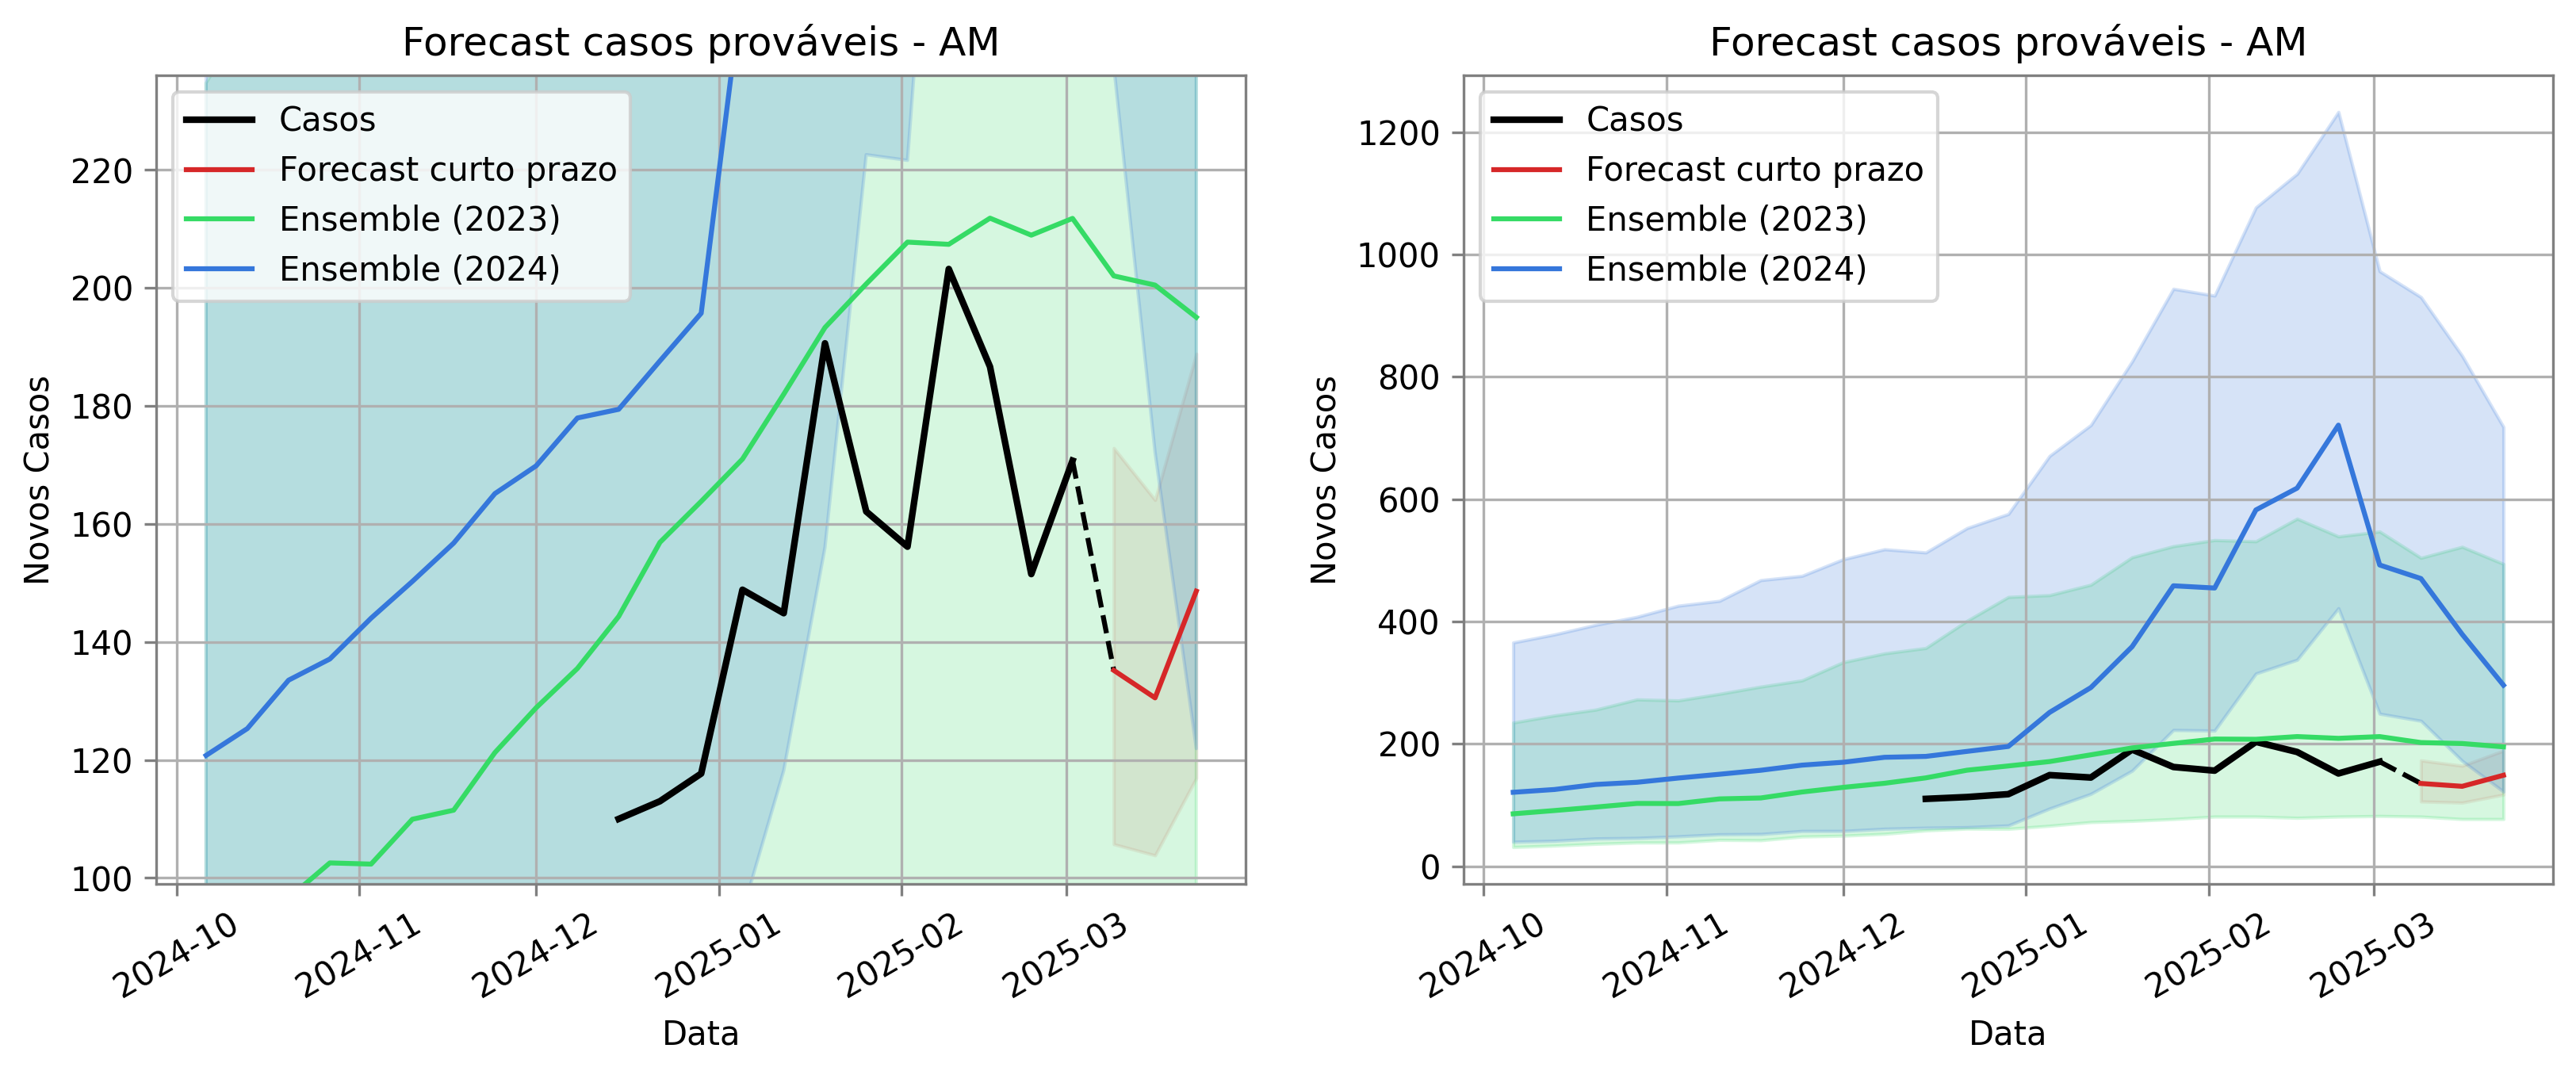 Forecast casos prováveis - AM
Casos
Forecast curto prazo
Ensemble (2023)
Ensemble (2024)
220
200
180
160
140
120
100
Novos Casos
2024-10
2024-11
2024-12
2025-01
2025-02
2025-03
Data
Forecast casos prováveis - AM
Casos
Forecast curto prazo
Ensemble (2023)
Ensemble (2024)
1200
1000
800
600
400
200
0
Novos Casos
2024-10
2024-11
2024-12
2025-01
2025-02
2025-03
Data